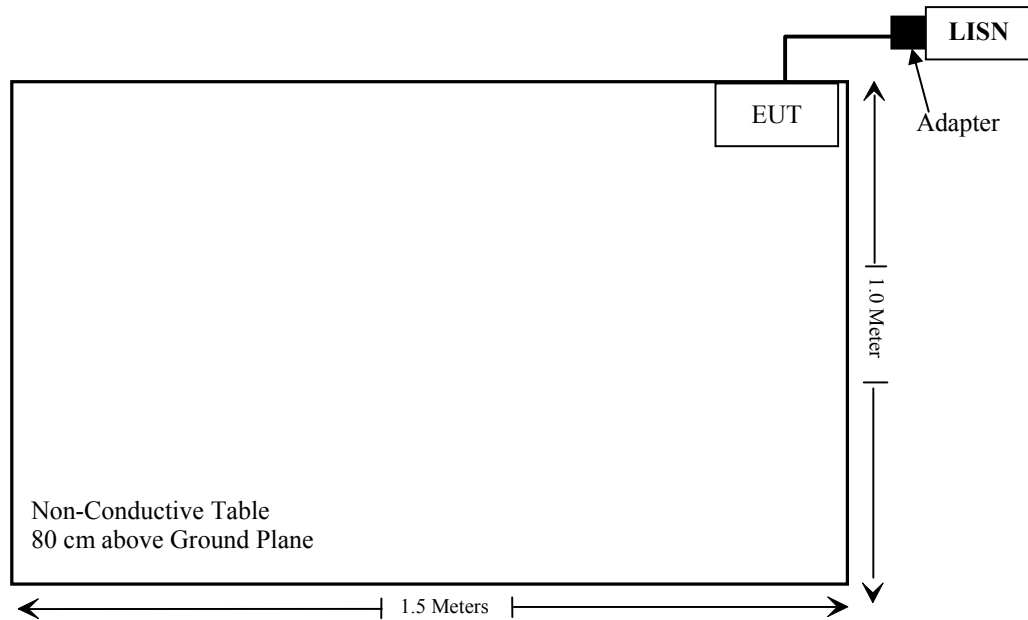 LISN
EUT
Adapter
1.0 Meter
Non-Conductive Table
80 cm above Ground Plane
1.5 Meters